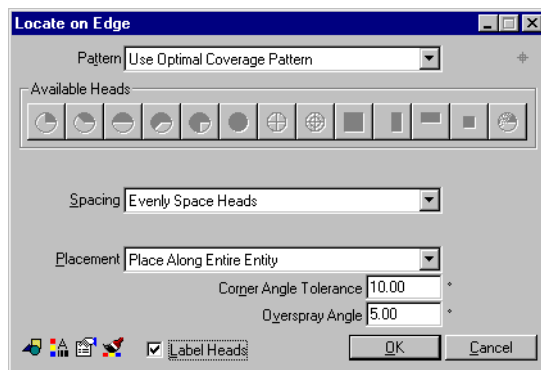 Locate on Edge
Pattern Use Optimal Coverage Pattern
Available Heads
Spacing Evenly Space Heads
Placement Place Along Entire Entity
Corner Angle Tolerance 10.00 °
Overspray Angle 5.00 °
Label Heads OK Cancel